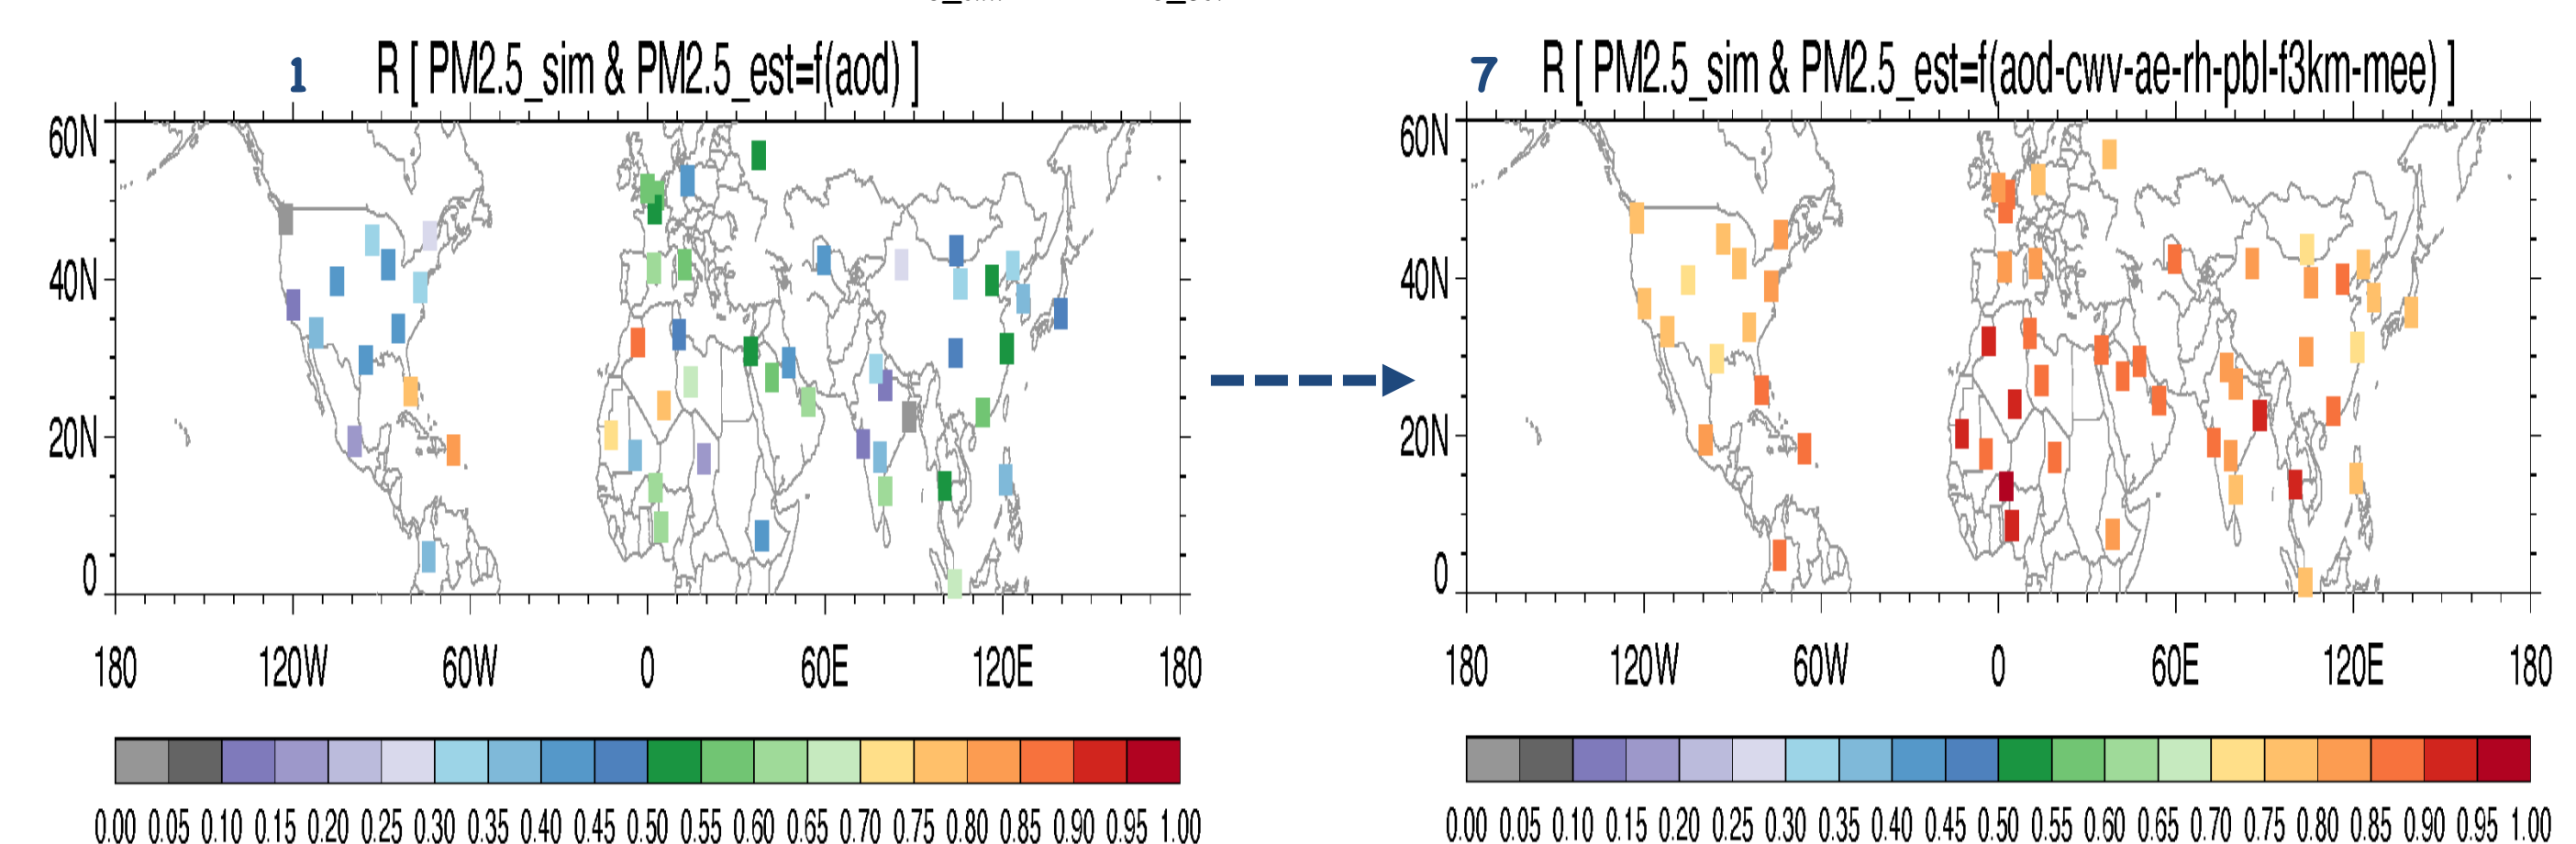 1 R [ PM2.5_sim & PM2.5_est=f(aod) ]
60N
40N
20N
0
180 120W 60W 0 60E 120E 180
0.00 0.05 0.10 0.15 0.20 0.25 0.30 0.35 0.40 0.45 0.50 0.55 0.60 0.65 0.70 0.75 0.80 0.85 0.90 0.95 1.00
7 R [ PM2.5_sim & PM2.5_est=f(aod-cwv-ae-rh-pbl-f3km-mee) ]
60N
40N
20N
0
180 120W 60W 0 60E 120E 180
0.00 0.05 0.10 0.15 0.20 0.25 0.30 0.35 0.40 0.45 0.50 0.55 0.60 0.65 0.70 0.75 0.80 0.85 0.90 0.95 1.00